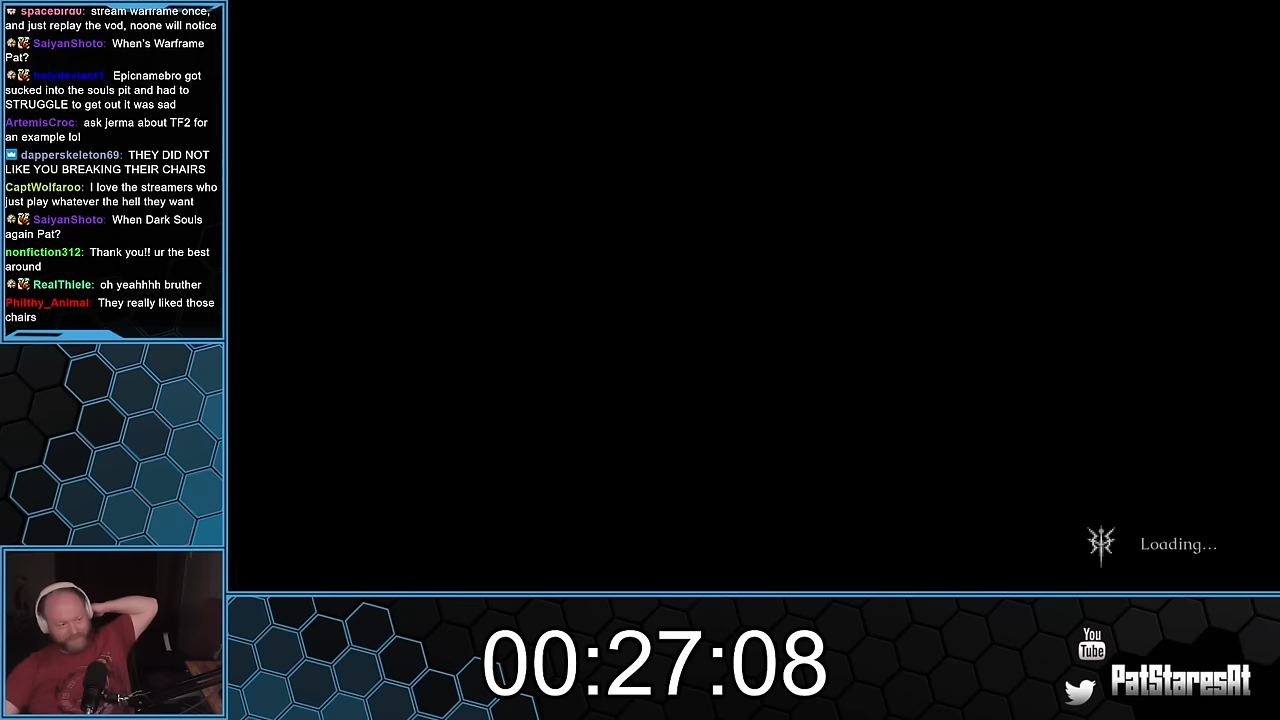 spacebird0: stream warframe once,
and just replay the vod, noone will notice
SaiyanShoto: When's Warframe
Pat?
Epicnamebro got
sucked into the souls pit and had to
STRUGGLE to get out it was sad
ArtemisCroc: ask jerma about TF2 for
an example lol
dapperskeleton69: THEY DID NOT
LIKE YOU BREAKING THEIR CHAIRS
CaptWolfaroo: I love the streamers who
just play whatever the hell they want
SaiyanShoto: When Dark Souls
again Pat?
nonfiction312: Thank you!! ur the best
around
RealThiele: oh yeahhhh bruther
Philthy_Animal: They really liked those
chairs
Loading...
00:27:08
You
Tube
PatStaresAt